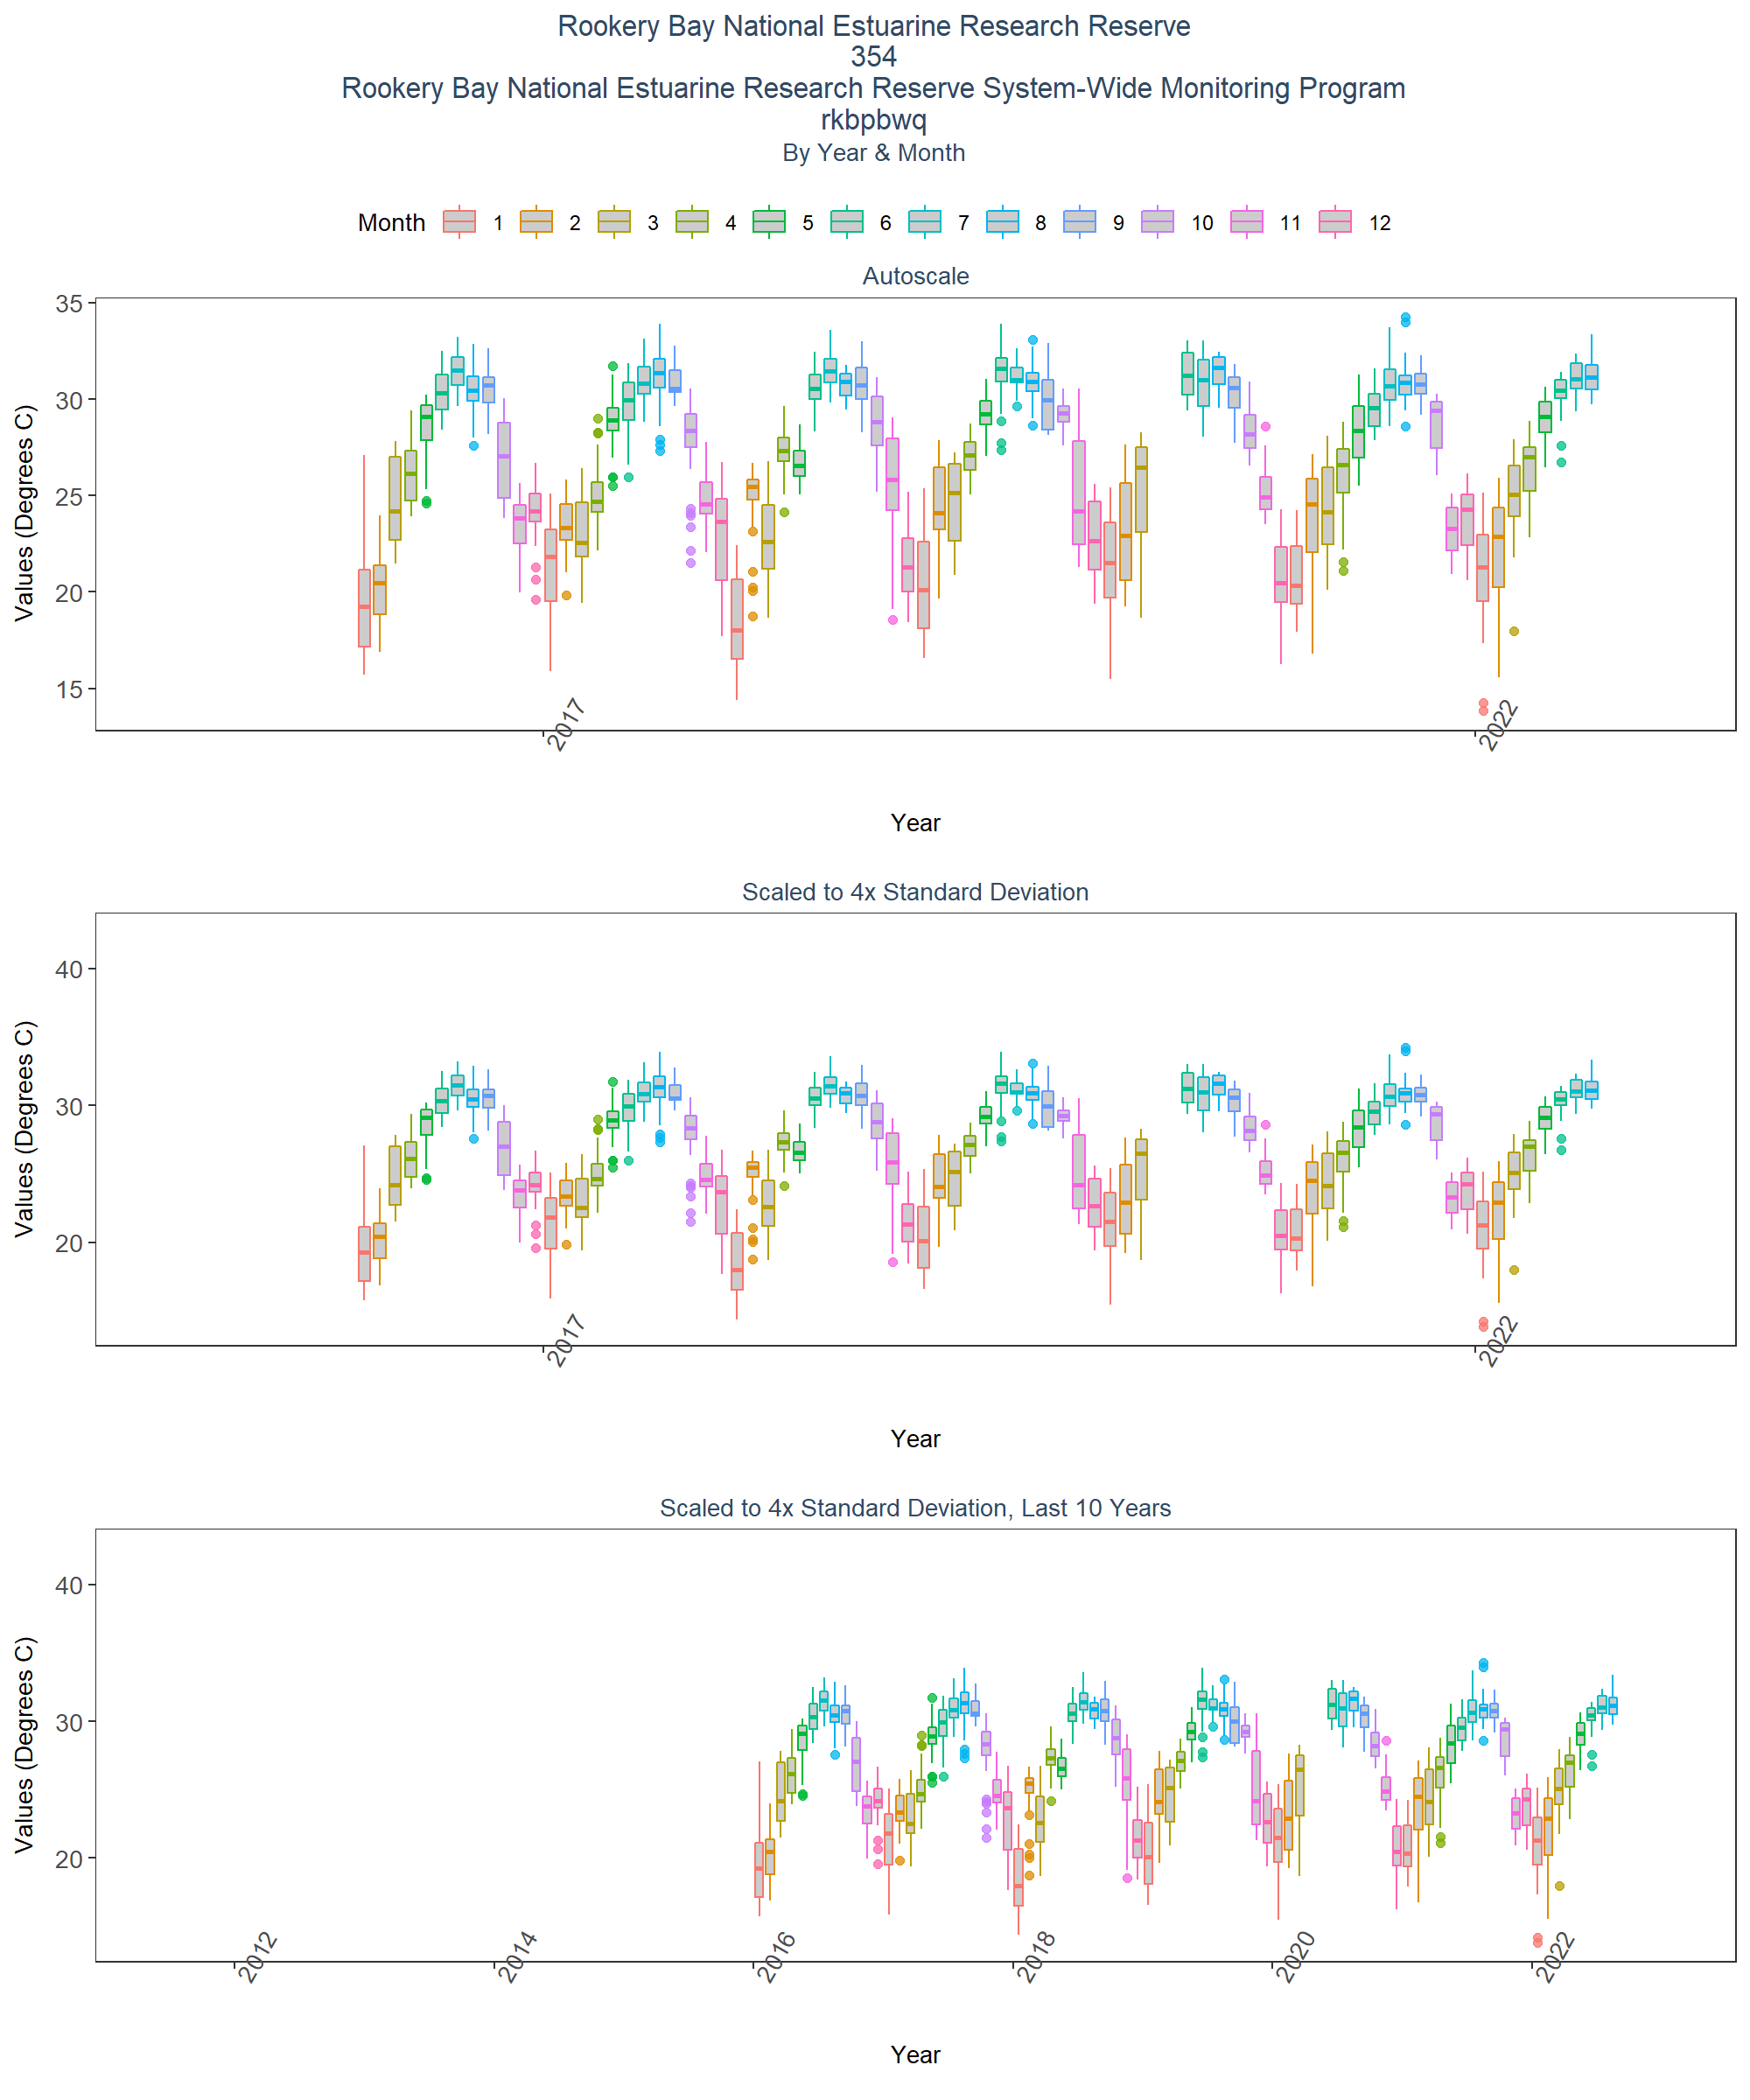 Rookery Bay National Estuarine Research Reserve
354
Rookery Bay National Estuarine Research Reserve System-Wide Monitoring Program
rkbpbwq
By Year & Month
Month 1 2 3 4 5 6 7 8 9 10 11 12
Autoscale
Values (Degrees C)
35
30
25
20
15
2017 2022
Year
Scaled to 4x Standard Deviation
Values (Degrees C)
40
30
20
2017 2022
Year
Scaled to 4x Standard Deviation, Last 10 Years
Values (Degrees C)
40
30
20
2012 2014 2016 2018 2020 2022
Year